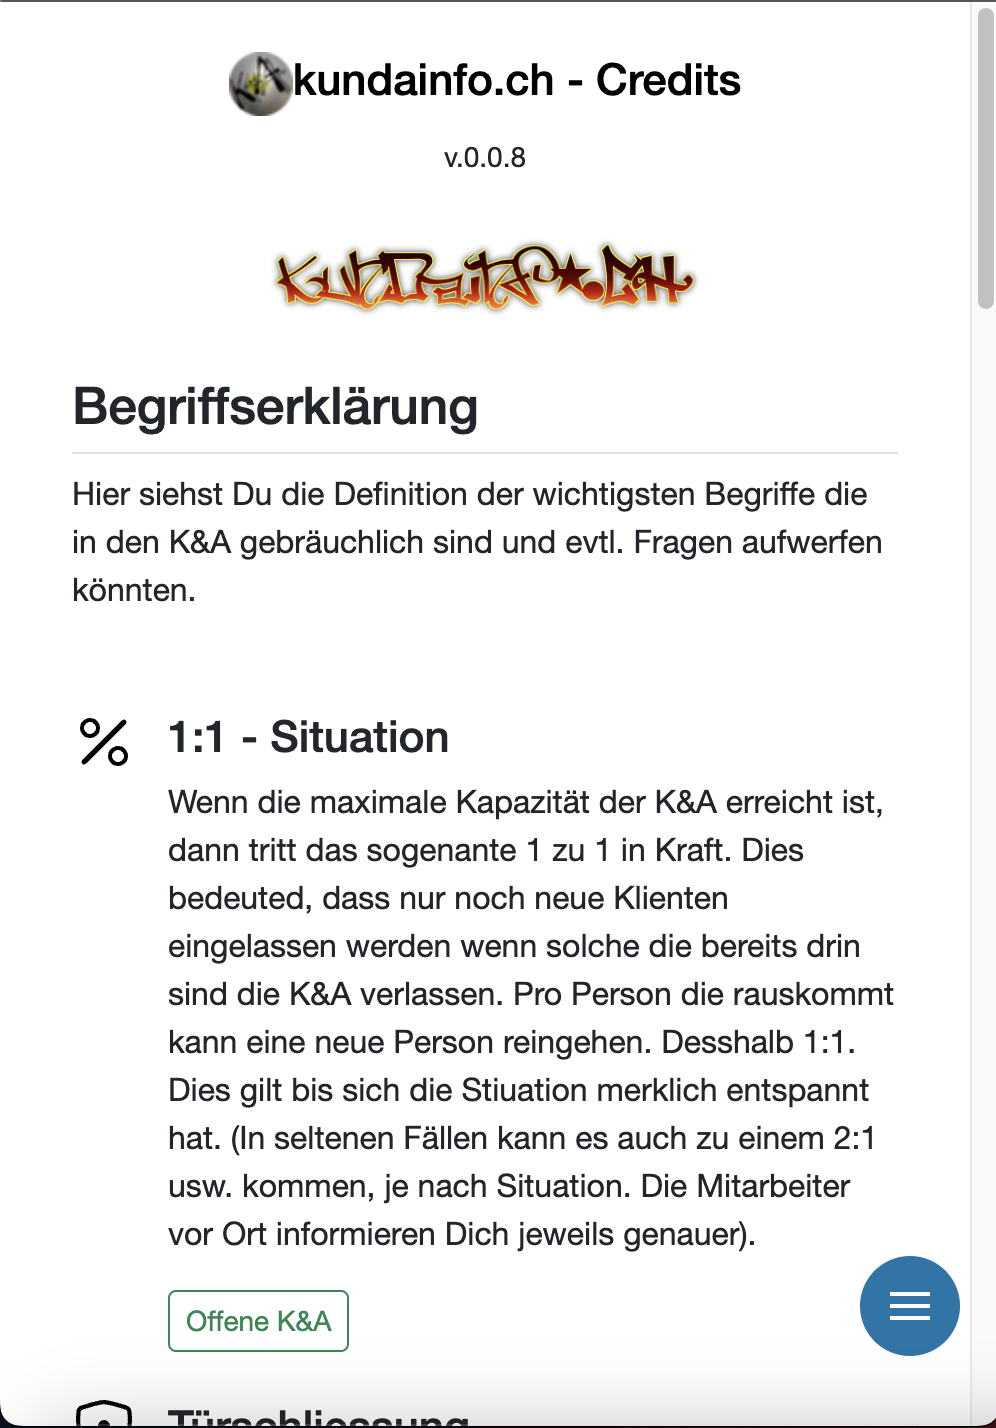 kundainfo.ch - Credits
v.0.0.8
KunDainfo.CH
Begriffserklärung
Hier siehst Du die Definition der wichtigsten Begriffe die
in den K&A gebräuchlich sind und evtl. Fragen aufwerfen
könnten.
1:1 - Situation
Wenn die maximale Kapazität der K&A erreicht ist,
dann tritt das sogenante 1 zu 1 in Kraft. Dies
bedeuted, dass nur noch neue Klienten
eingelassen werden wenn solche die bereits drin
sind die K&A verlassen. Pro Person die rauskommt
kann eine neue Person reingehen. Desshalb 1:1.
Dies gilt bis sich die Stiuation merklich entspannt
hat. (In seltenen Fällen kann es auch zu einem 2:1
usw. kommen, je nach Situation. Die Mitarbeiter
vor Ort informieren Dich jeweils genauer).
Offene K&A
Türschliessung